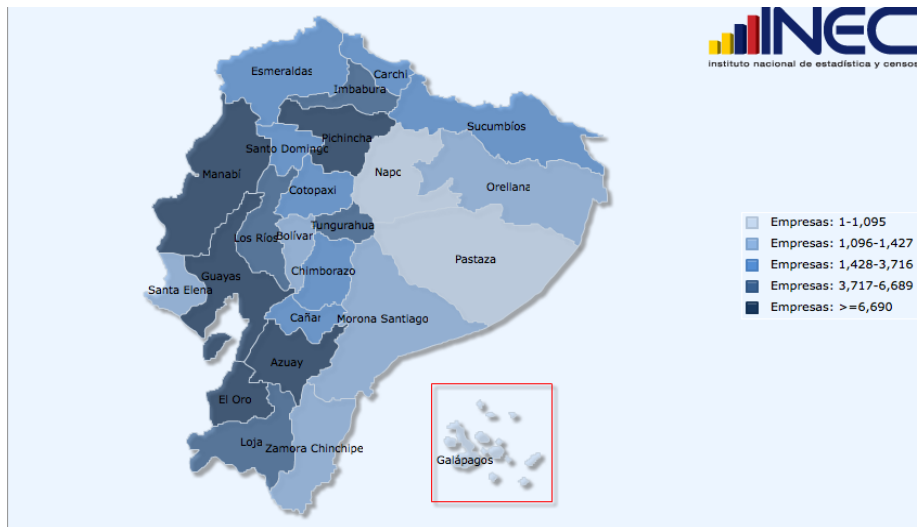 INEC
instituto nacional de estadística y censos
Esmeraldas
Carchi
Imbabura
Sucumbíos
Pichincha
Santo Domingo
Manabí
Napo
Orellana
Cotopaxi
Tungurahua
Los Ríos
Bolívar
Pastaza
Guayas
Chimborazo
Santa Elena
Cañar
Morona Santiago
Azuay
El Oro
Loja
Zamora Chinchipe
Galápagos
Empresas: 1-1,095
Empresas: 1,096-1,427
Empresas: 1,428-3,716
Empresas: 3,717-6,689
Empresas: >=6,690